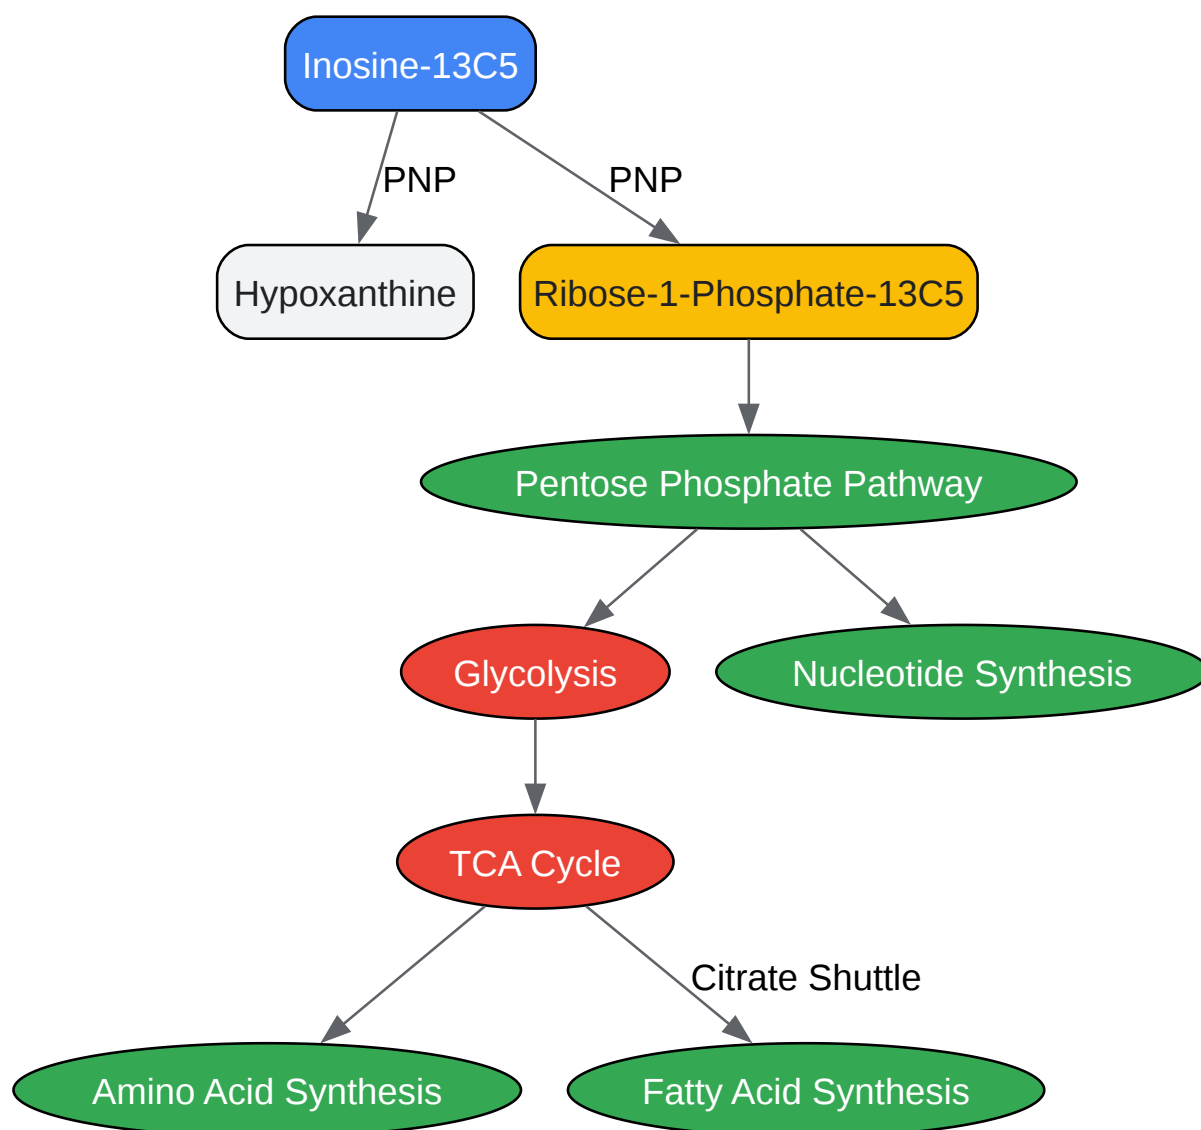 Inosine-13C5
PNP
PNP
Hypoxanthine
Ribose-1-Phosphate-13C5
Pentose Phosphate Pathway
Glycolysis
Nucleotide Synthesis
TCA Cycle
Citrate Shuttle
Amino Acid Synthesis
Fatty Acid Synthesis